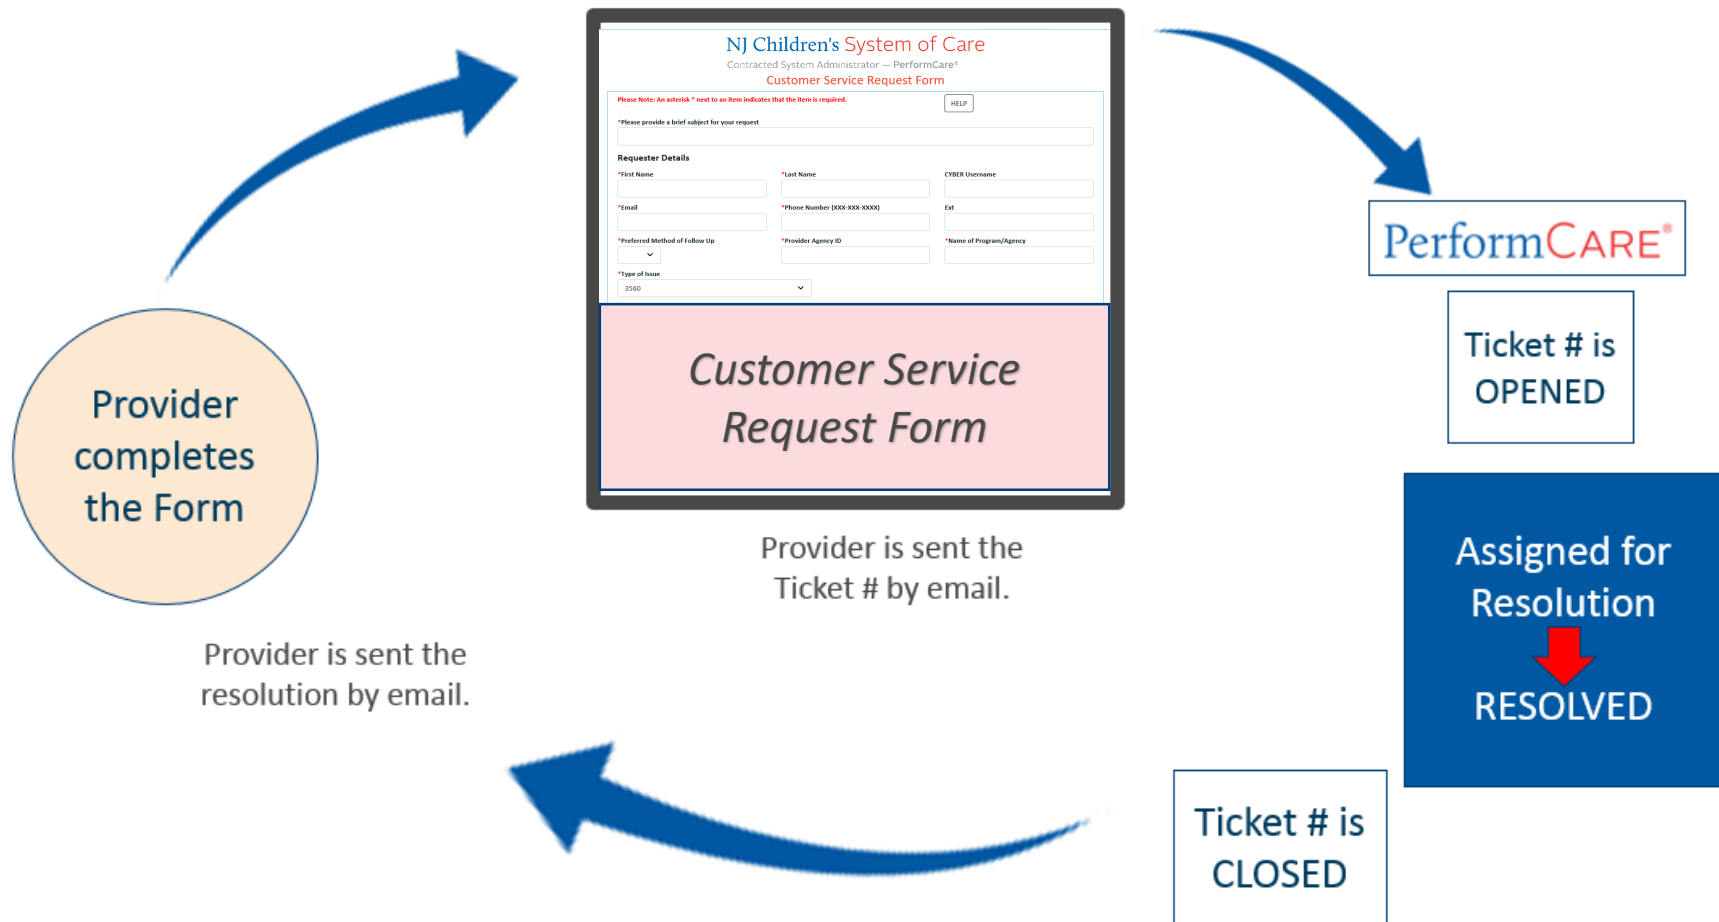 NJ Children's System of Care
Contracted System Administrator — PerformCare®
Customer Service Request Form
Please Note: An asterisk * next to an item indicates that the item is required.
HELP
*Please provide a brief subject for your request
Requester Details
*First Name
*Last Name
CYBER Username
*Email
*Phone Number (XXX-XXX-XXXX)
Ext
*Preferred Method of Follow Up
*Provider Agency ID
*Name of Program/Agency
*Type of Issue
3560
Customer Service
Request Form
Provider
completes
the Form
PerformCARE®
Ticket # is
OPENED
Provider is sent the
Ticket # by email.
Assigned for
Resolution
RESOLVED
Provider is sent the
resolution by email.
Ticket # is
CLOSED